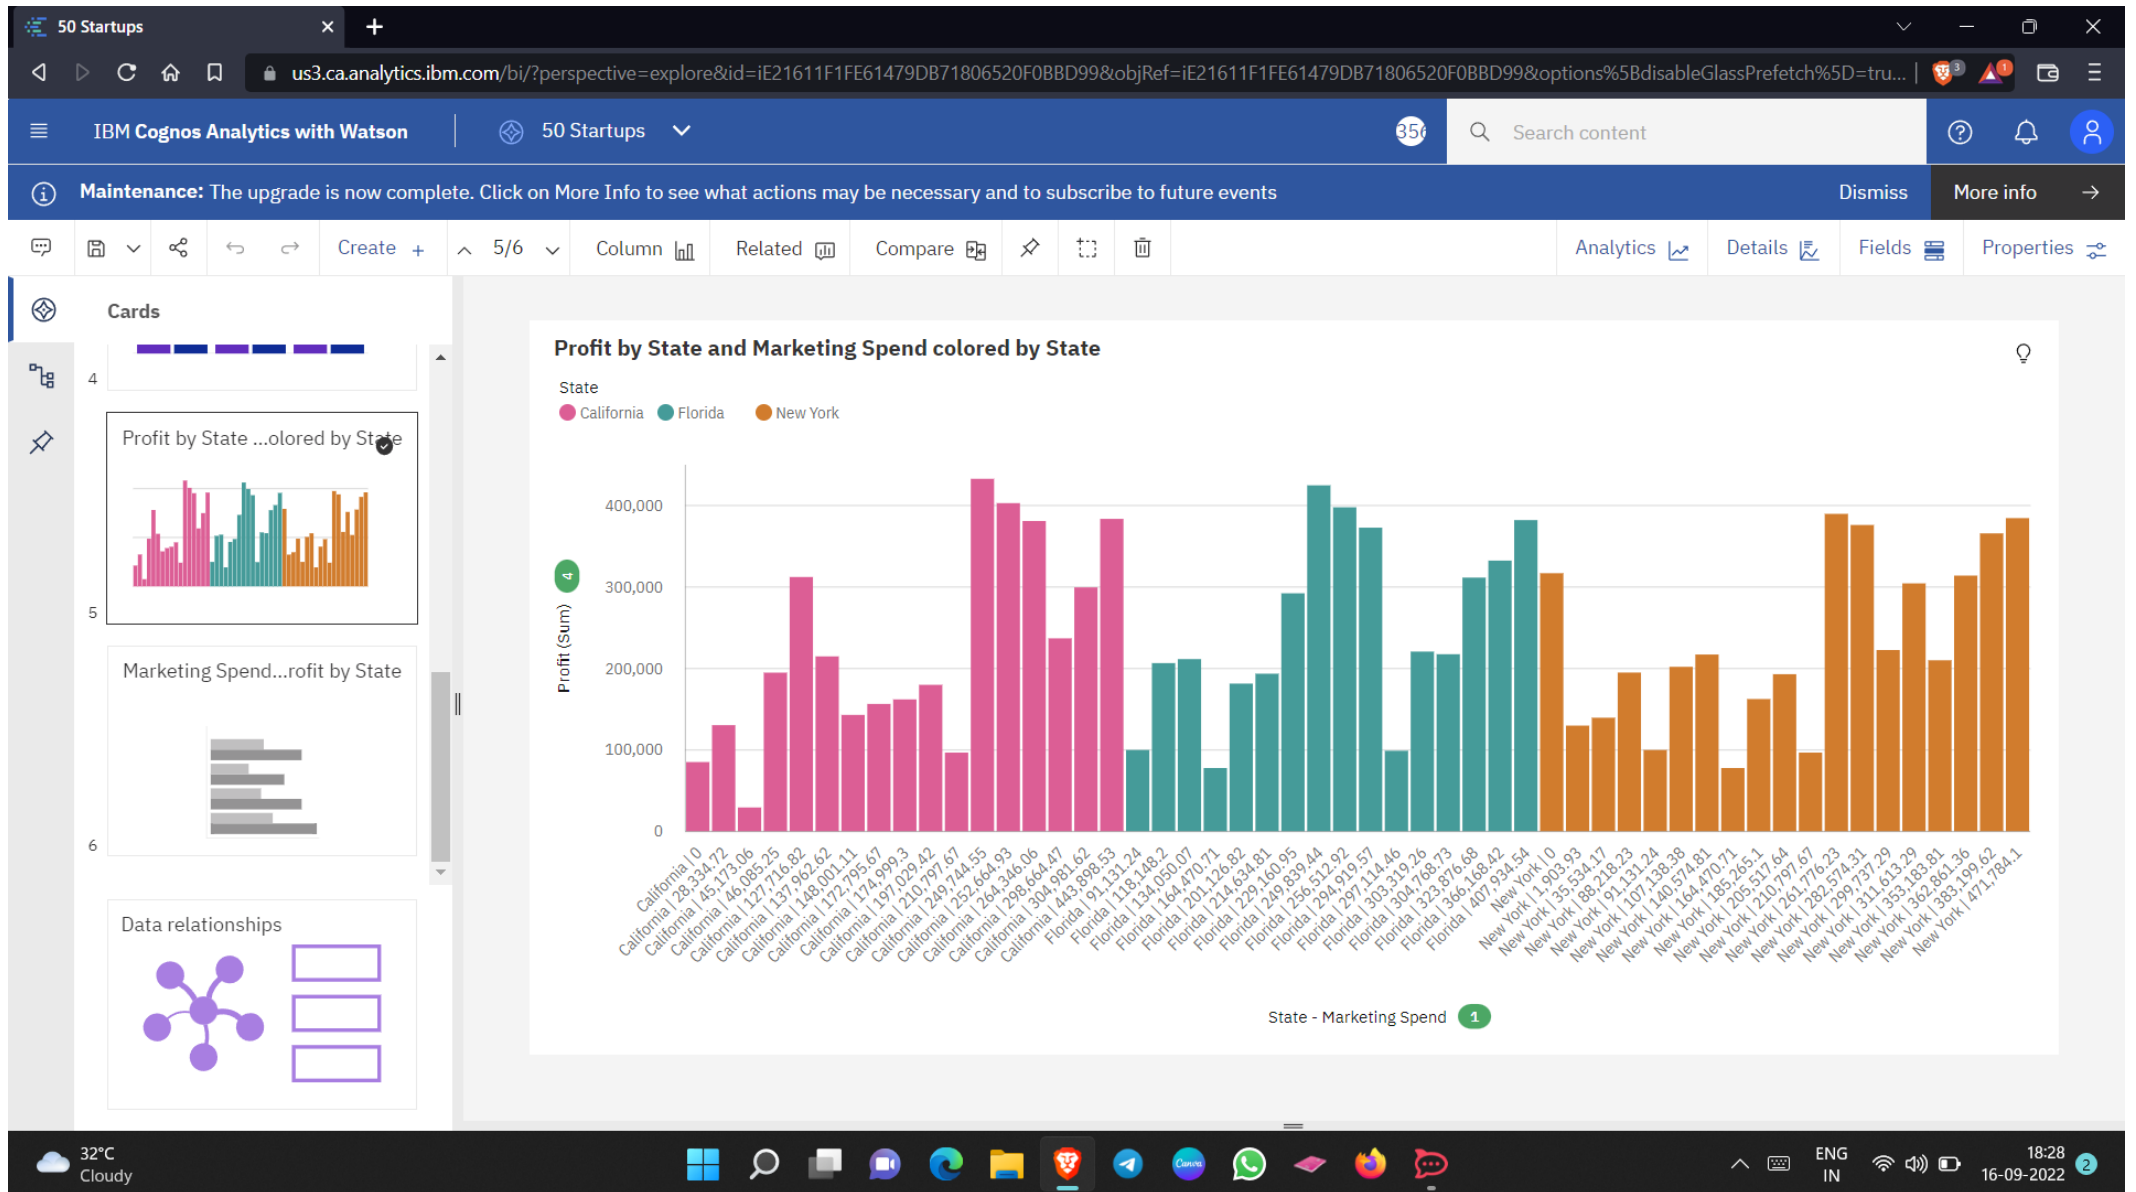 50 Startups
us3.ca.analytics.ibm.com/bi/?perspective=explore&id=iE21611F1FE61479DB71806520F0BBD99&objRef=iE21611F1FE61479DB71806520F0BBD99&options%5BdisableGlassPrefetch%5D=tru...
3
1
IBM Cognos Analytics with Watson
50 Startups
356
Search content
Maintenance: The upgrade is now complete. Click on More Info to see what actions may be necessary and to subscribe to future events
Dismiss
More info
Create
5/6
Column
Related
Compare
Analytics
Details
Fields
Properties
Cards
4
Profit by State ...olored by State
5
Marketing Spend...rofit by State
6
Data relationships
Profit by State and Marketing Spend colored by State
State
California
Florida
New York
Profit (Sum)
4
400,000
300,000
200,000
100,000
0
California | 0
California | 28,334.72
California | 45,173.06
California | 46,085.25
California | 127,716.82
California | 137,962.62
California | 148,001.11
California | 172,795.67
California | 174,999.3
California | 197,029.42
California | 210,797.67
California | 249,744.55
California | 252,664.93
California | 264,346.06
California | 298,664.47
California | 304,981.62
California | 443,898.53
Florida | 91,131.24
Florida | 118,148.2
Florida | 134,050.07
Florida | 164,470.71
Florida | 201,126.82
Florida | 214,634.81
Florida | 229,160.95
Florida | 249,839.44
Florida | 256,512.92
Florida | 294,919.57
Florida | 297,114.46
Florida | 303,319.26
Florida | 304,768.73
Florida | 323,876.68
Florida | 366,168.42
Florida | 407,934.54
New York | 0
New York | 1,903.93
New York | 35,534.17
New York | 88,218.23
New York | 91,131.24
New York | 107,138.38
New York | 140,574.81
New York | 164,470.71
New York | 185,265.1
New York | 205,517.64
New York | 210,797.67
New York | 261,776.23
New York | 282,574.31
New York | 299,737.29
New York | 311,613.29
New York | 353,183.81
New York | 362,861.36
New York | 383,199.62
New York | 471,784.1
State - Marketing Spend
1
32°C
Cloudy
Canva
ENG
IN
18:28
16-09-2022
2